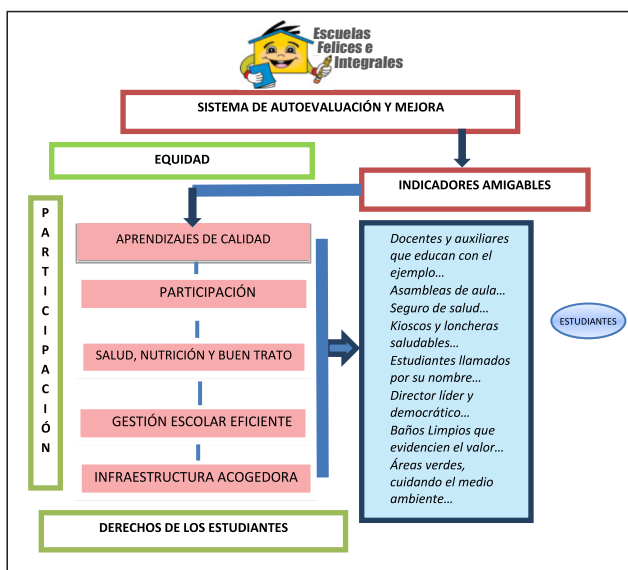 Escuelas
Felices e
Integrales
SISTEMA DE AUTOEVALUACIÓN Y MEJORA
EQUIDAD
INDICADORES AMIGABLES
PARTICIPACIÓN
APRENDIZAJES DE CALIDAD
PARTICIPACIÓN
SALUD, NUTRICIÓN Y BUEN TRATO
GESTIÓN ESCOLAR EFICIENTE
INFRAESTRUCTURA ACOGEDORA
Docentes y auxiliares
que educan con el
ejemplo...
Asambleas de aula...
Seguro de salud...
Kioscos y loncheras
saludables...
Estudiantes llamados
por su nombre...
Director líder y
democrático...
Baños Limpios que
evidencien el valor...
Áreas verdes,
cuidando el medio
ambiente...
ESTUDIANTES
DERECHOS DE LOS ESTUDIANTES